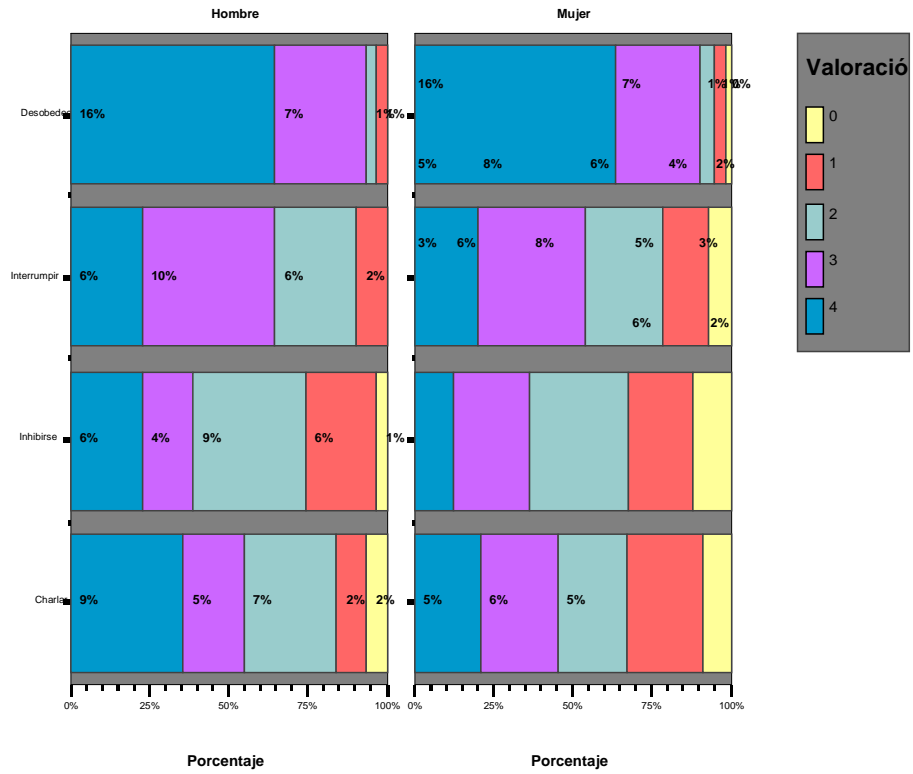 Hombre Mujer
Valoració
0
1
2
3
4
Desobedec
16% 7% 1% 1%
16% 7% 1% 1% 0%
5% 8% 6% 4% 2%
Interrumpir
6% 10% 6% 2%
3% 6% 8% 5% 3%
6% 2%
Inhibirse
6% 4% 9% 6% 1%
Charlar
9% 5% 7% 2% 2%
5% 6% 5%
0% 25% 50% 75% 100%
0% 25% 50% 75% 100%
Porcentaje Porcentaje